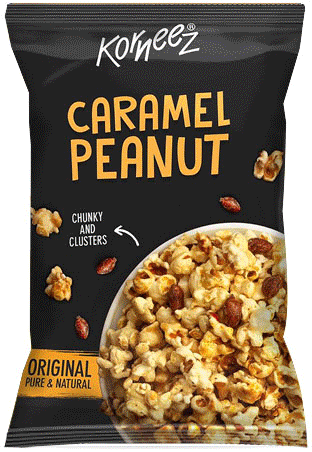 Korneez®
CARAMEL
PEANUT
CHUNKY
AND
CLUSTERS
ORIGINAL
PURE & NATURAL